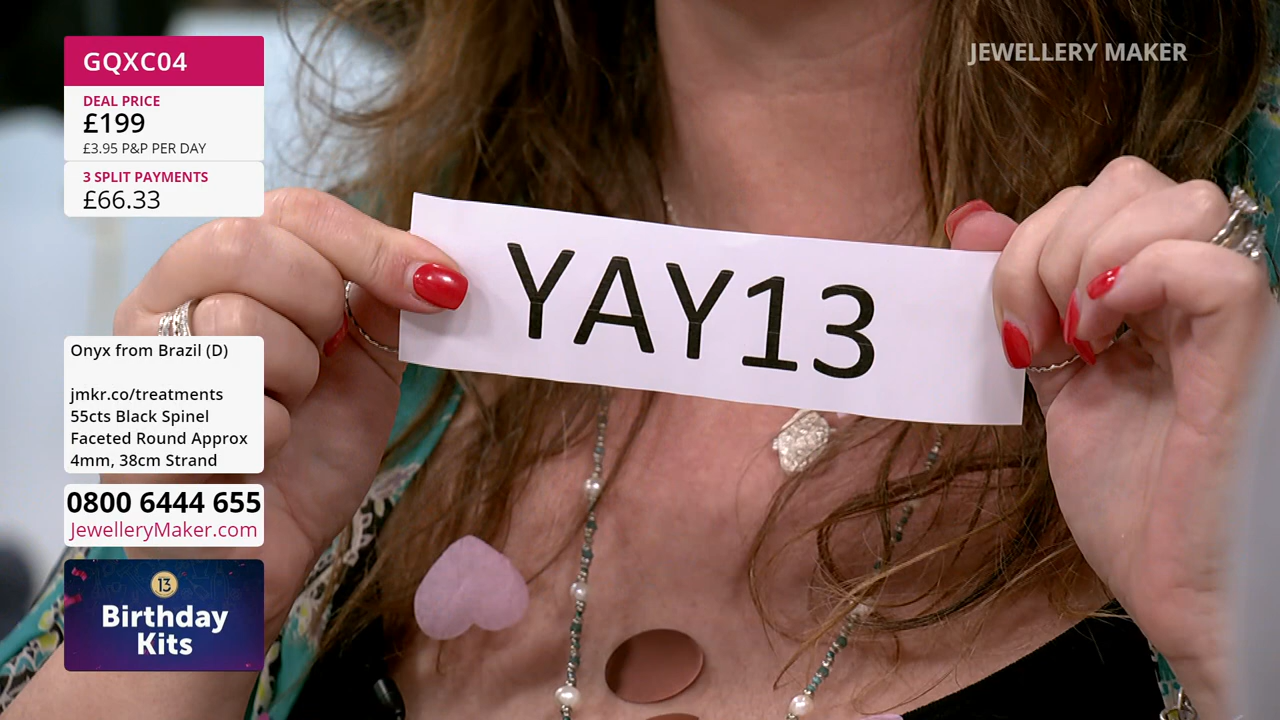 GQXC04
DEAL PRICE
£199
£3.95 P&P PER DAY
3 SPLIT PAYMENTS
£66.33
JEWELLERY MAKER
YAY13
Onyx from Brazil (D)
jmkr.co/treatments
55cts Black Spinel
Faceted Round Approx
4mm, 38cm Strand
0800 6444 655
JewelleryMaker.com
13
Birthday
Kits